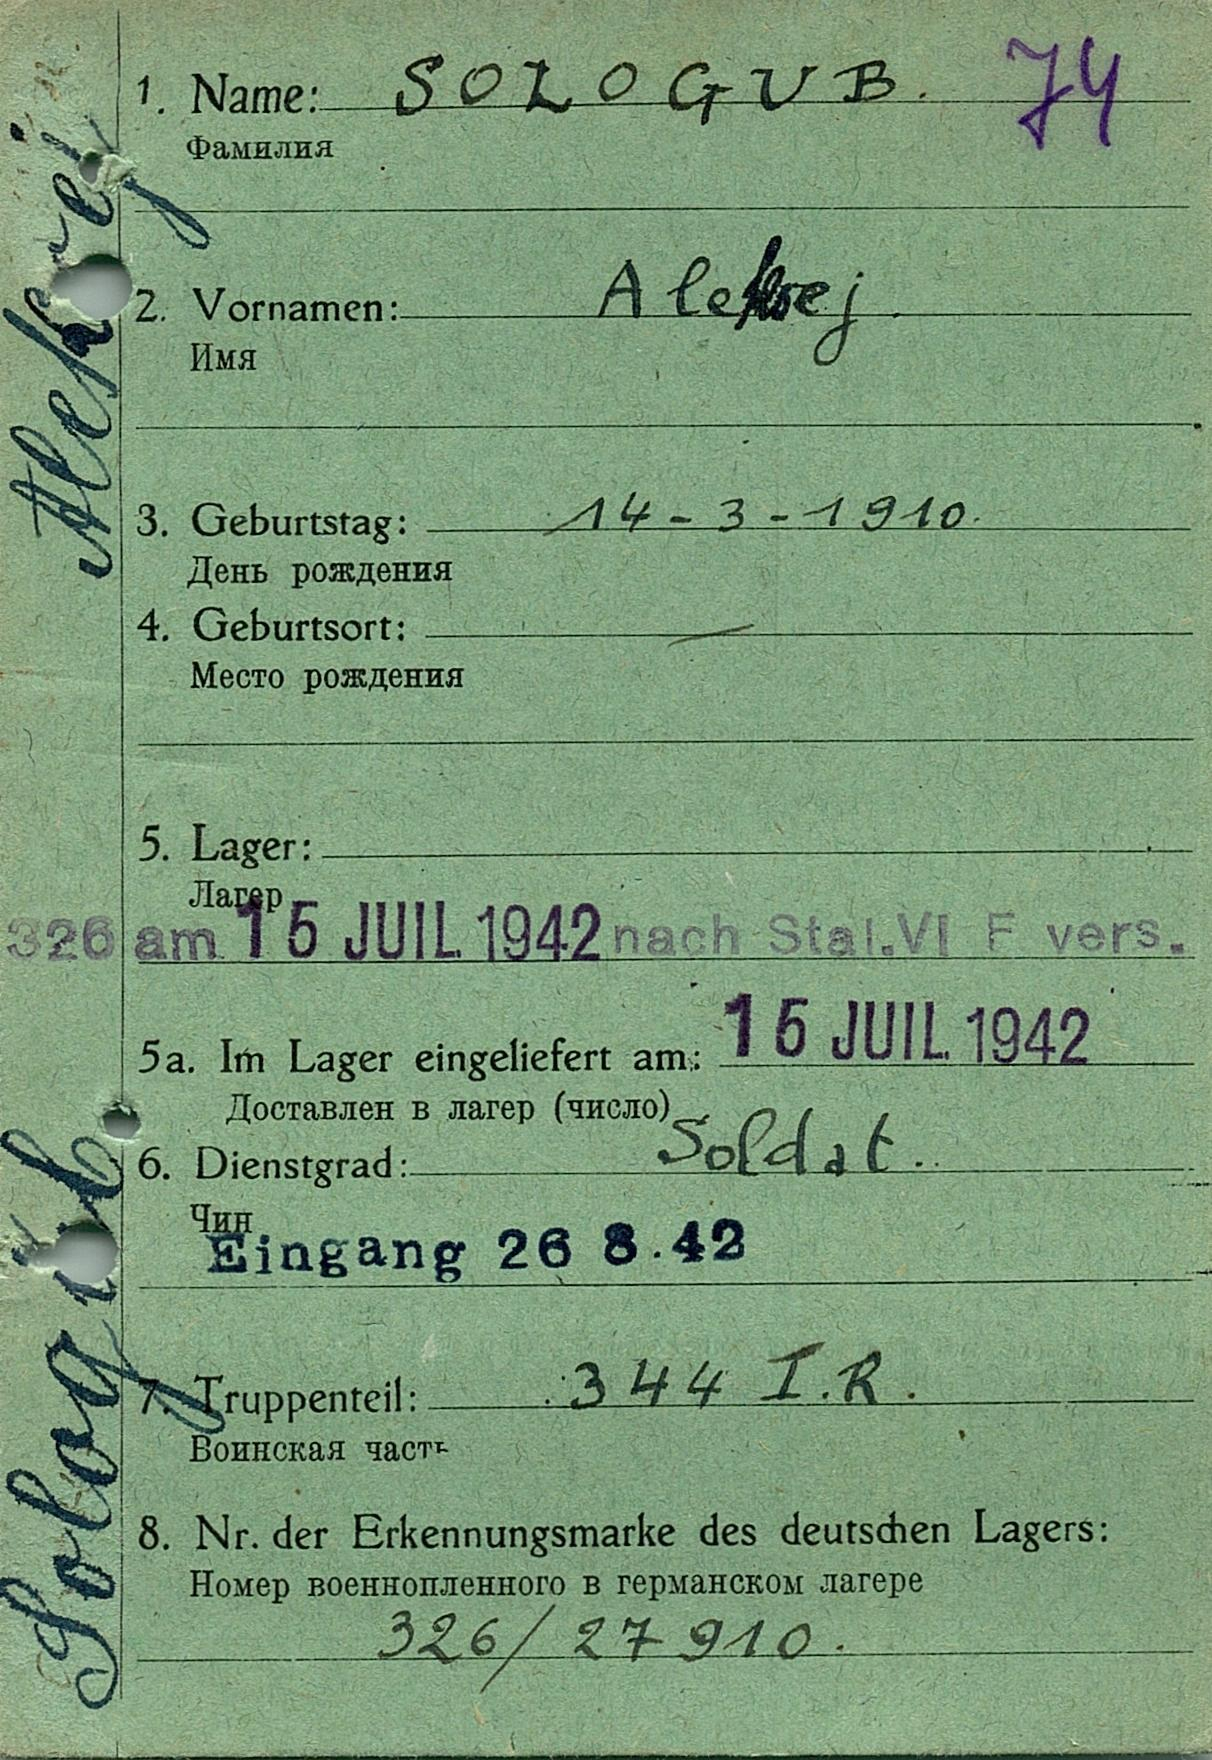 1. Name: SOLOGUB. 74
Фамилия
2. Vornamen: Aleksej.
Имя
3. Geburtstag: 14-3-1910.
День рождения
4. Geburtsort: —
Место рождения
5. Lager:
Лагер
326 am 15 JUIL 1942 nach Stal. VI F vers.
5a. Im Lager eingeliefert am: 15 JUIL 1942
Доставлен в лагер (число)
6. Dienstgrad: Soldat.
Чин
Eingang 26 8.42
7. Truppenteil: 344 I.R.
Воинская часть
8. Nr. der Erkennungsmarke des deutschen Lagers:
Номер военнопленного в германском лагере
326/27910.
Sologub Aleksej